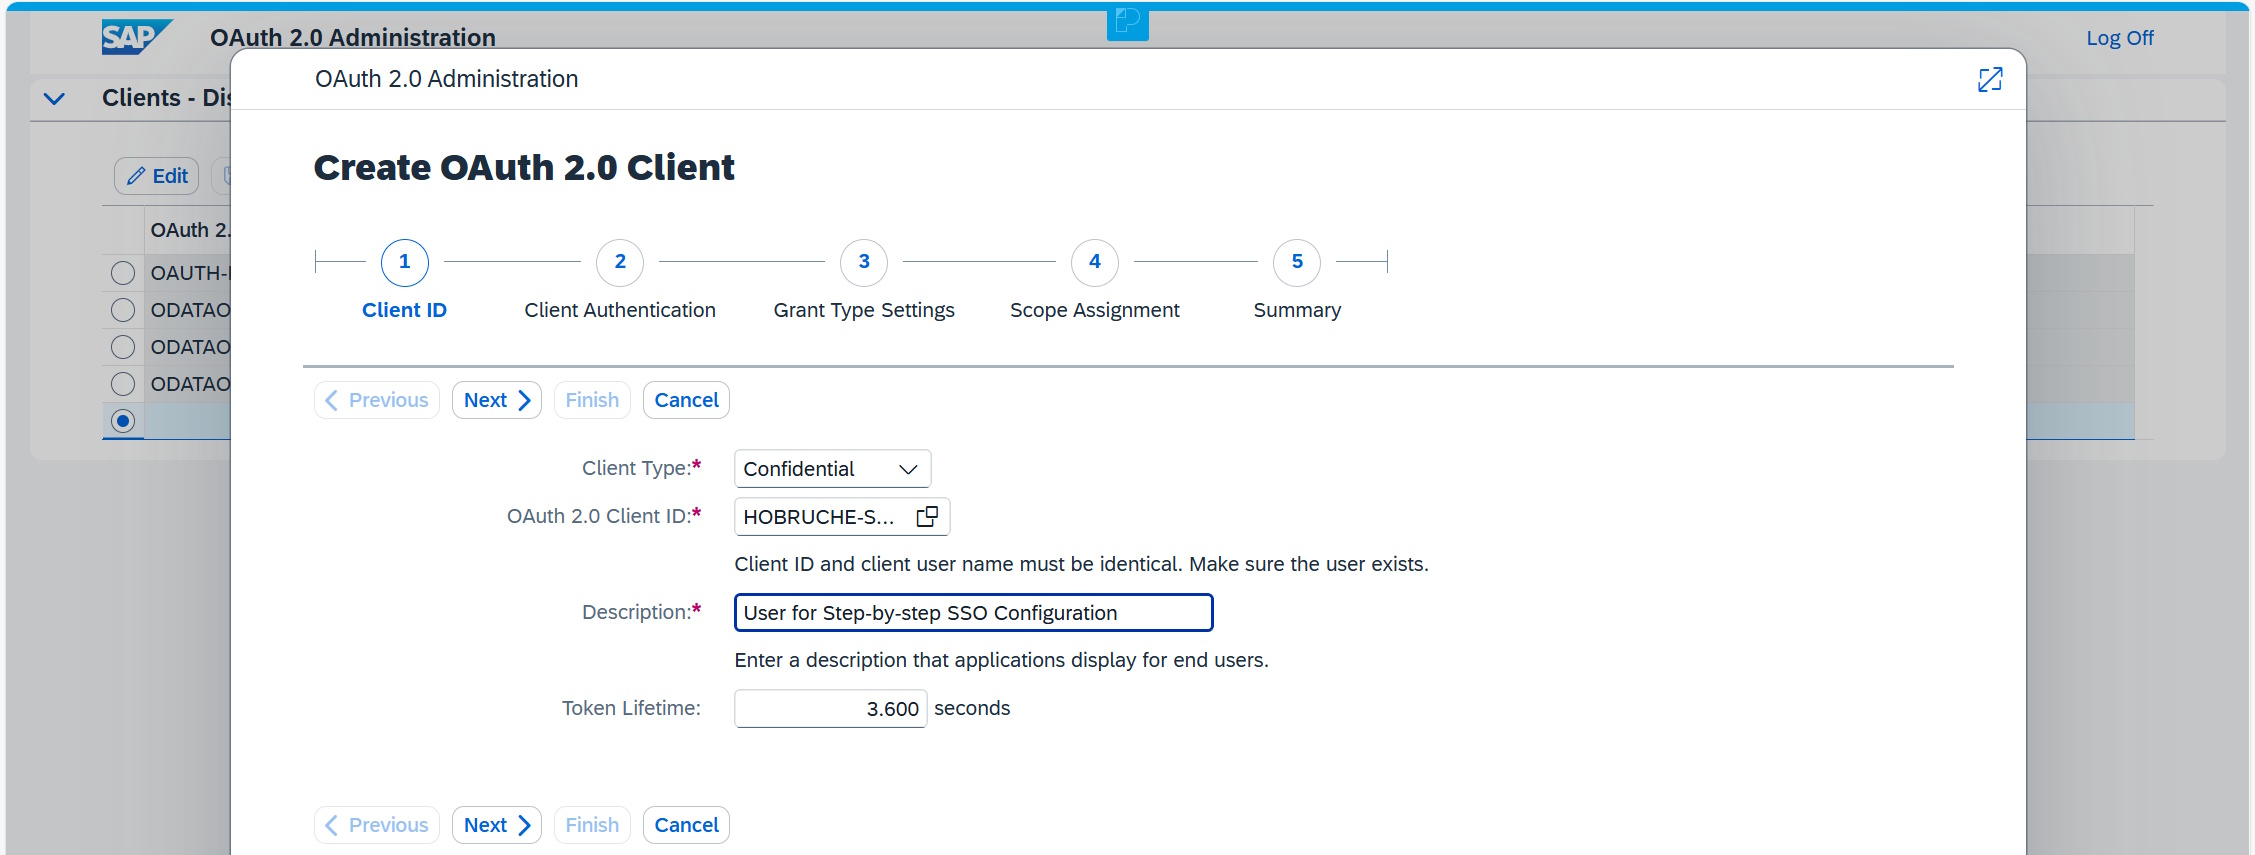 SAP
OAuth 2.0 Administration
Log Off
OAuth 2.0 Administration
Clients - Dis
Create OAuth 2.0 Client
Edit
OAuth 2.
OAUTH-
ODATAO
ODATAO
ODATAO
1 2 3 4 5
Client ID Client Authentication Grant Type Settings Scope Assignment Summary
Previous Next Finish Cancel
Client Type:* Confidential
OAuth 2.0 Client ID:* HOBRUCHE-S...
Client ID and client user name must be identical. Make sure the user exists.
Description:* User for Step-by-step SSO Configuration
Enter a description that applications display for end users.
Token Lifetime: 3.600 seconds
Previous Next Finish Cancel